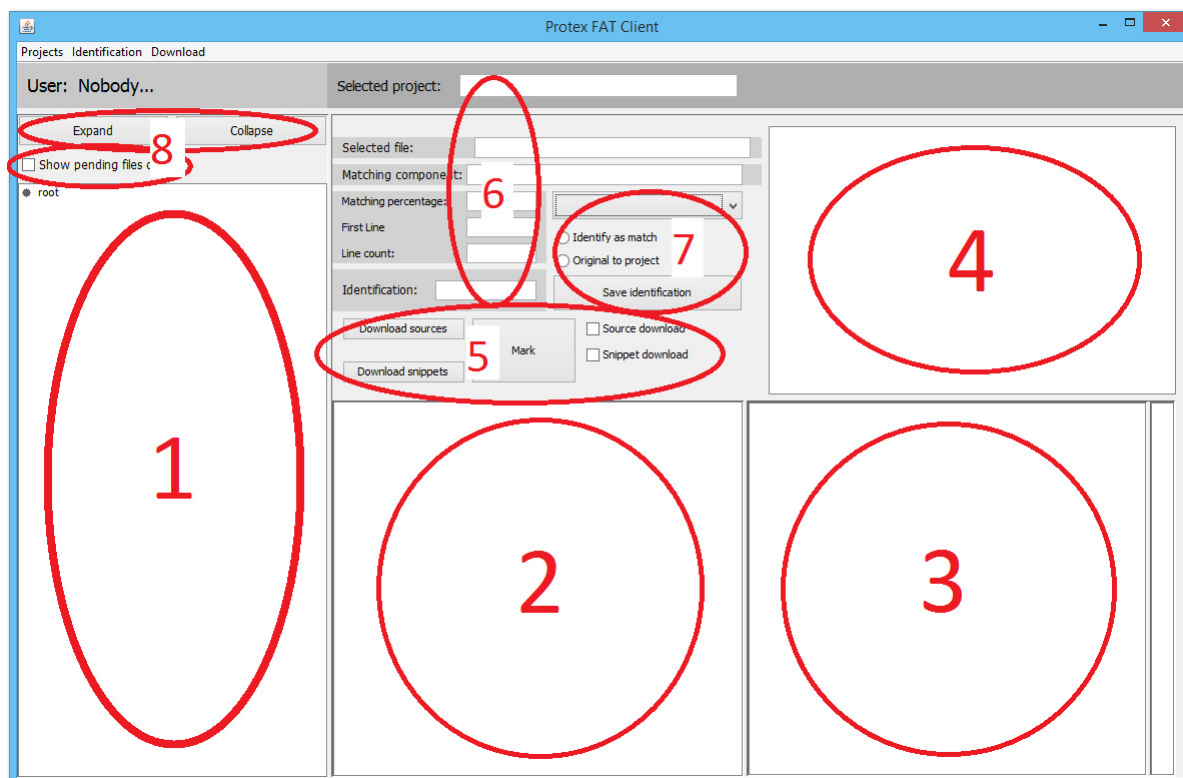 Protex FAT Client
Projects Identification Download
User: Nobody...
Selected project:
Expand
Collapse
8
Show pending files
root
Selected file:
Matching component:
6
Matching percentage:
First Line
Identify as match
7
Line count:
Original to project
Identification:
Save identification
4
Download sources
Source download
5
Mark
Snippet download
Download snippets
1
2
3